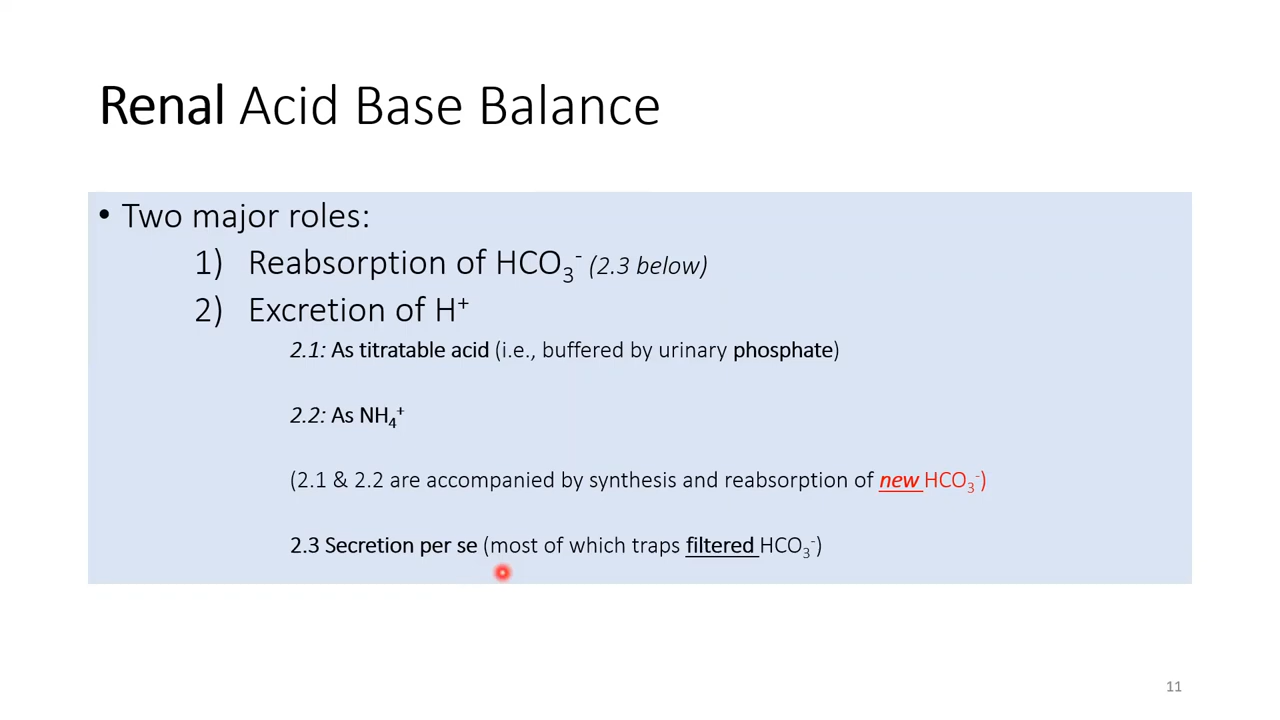 Renal Acid Base Balance
• Two major roles:
1) Reabsorption of HCO₃⁻ (2.3 below)
2) Excretion of H⁺
2.1: As titratable acid (i.e., buffered by urinary phosphate)
2.2: As NH₄⁺
(2.1 & 2.2 are accompanied by synthesis and reabsorption of new HCO₃⁻)
2.3 Secretion per se (most of which traps filtered HCO₃⁻)
11